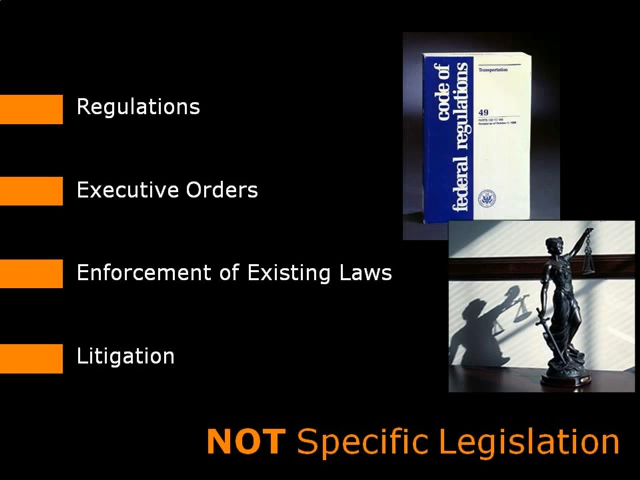 Regulations
Executive Orders
Enforcement of Existing Laws
Litigation
code of
federal regulations
Transportation
49
NOT Specific Legislation